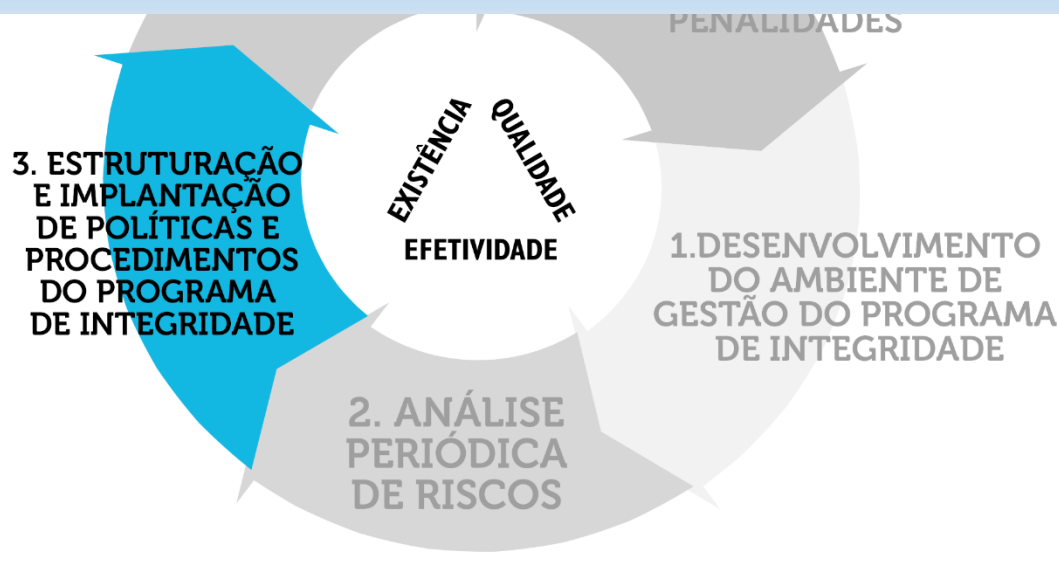 PENALIDADES
EXISTÊNCIA
QUALIDADE
EFETIVIDADE
3. ESTRUTURAÇÃO
E IMPLANTAÇÃO
DE POLÍTICAS E
PROCEDIMENTOS
DO PROGRAMA
DE INTEGRIDADE
1.DESENVOLVIMENTO
DO AMBIENTE DE
GESTÃO DO PROGRAMA
DE INTEGRIDADE
2. ANÁLISE
PERIÓDICA
DE RISCOS